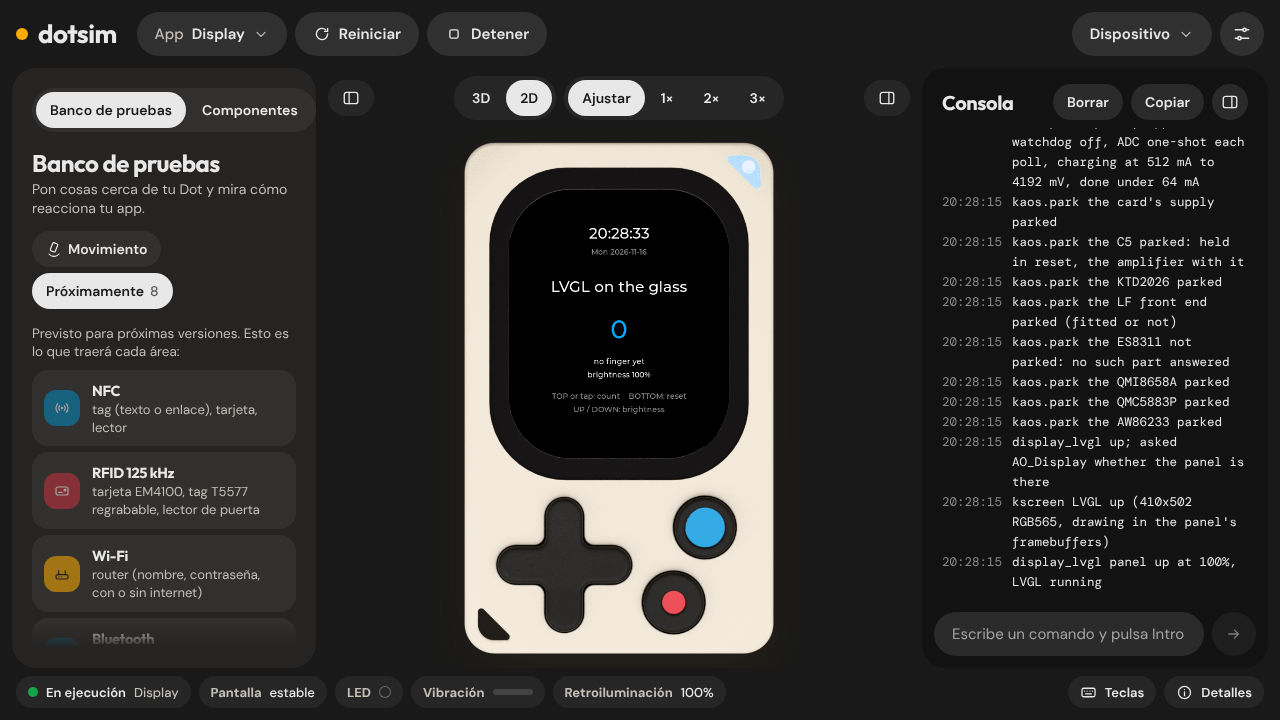 dotsim
App Display
Reiniciar
Detener
Dispositivo
Banco de pruebas
Componentes
Banco de pruebas
Pon cosas cerca de tu Dot y mira cómo
reacciona tu app.
Movimiento
Próximamente 8
Previsto para próximas versiones. Esto es
lo que traerá cada área:
NFC
tag (texto o enlace), tarjeta,
lector
RFID 125 kHz
tarjeta EM4100, tag T5577
regrabable, lector de puerta
Wi-Fi
router (nombre, contraseña,
con o sin internet)
Bluetooth
3D
2D
Ajustar
1×
2×
3×
20:28:33
Mon 2026-11-16
LVGL on the glass
0
no finger yet
brightness 100%
TOP or tap: count BOTTOM: reset
UP / DOWN: brightness
Consola
Borrar
Copiar
watchdog off, ADC one-shot each
poll, charging at 512 mA to
4192 mV, done under 64 mA
20:28:15 kaos.park the card's supply
parked
20:28:15 kaos.park the C5 parked: held
in reset, the amplifier with it
20:28:15 kaos.park the KTD2026 parked
20:28:15 kaos.park the LF front end
parked (fitted or not)
20:28:15 kaos.park the ES8311 not
parked: no such part answered
20:28:15 kaos.park the QMI8658A parked
20:28:15 kaos.park the QMC5883P parked
20:28:15 kaos.park the AW86233 parked
20:28:15 display_lvgl up; asked
AO_Display whether the panel is
there
20:28:15 kscreen LVGL up (410x502
RGB565, drawing in the panel's
framebuffers)
20:28:15 display_lvgl panel up at 100%,
LVGL running
Escribe un comando y pulsa Intro
En ejecución Display
Pantalla estable
LED
Vibración
Retroiluminación 100%
Teclas
Detalles